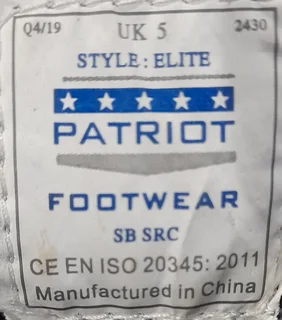 Q4/19 UK 5 2430
STYLE: ELITE
PATRIOT
FOOTWEAR
SB SRC
CE EN ISO 20345: 2011
Manufactured in China